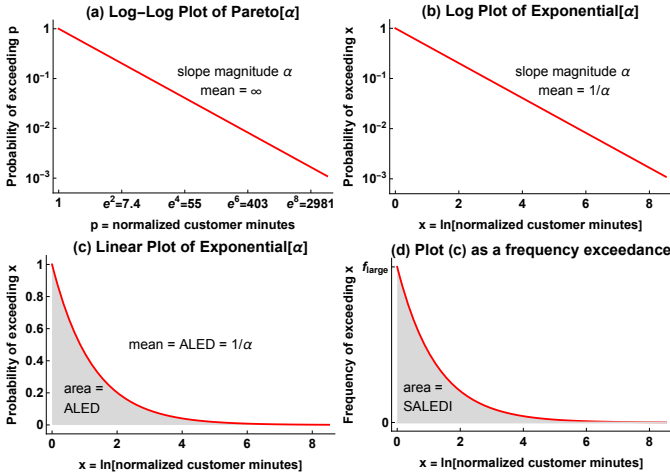 (a) Log–Log Plot of Pareto[α]
Probability of exceeding p
1
10⁻¹
10⁻²
10⁻³
slope magnitude α
mean = ∞
1 e²=7.4 e⁴=55 e⁶=403 e⁸=2981
p = normalized customer minutes
(b) Log Plot of Exponential[α]
Probability of exceeding x
1
10⁻¹
10⁻²
10⁻³
slope magnitude α
mean = 1/α
0 2 4 6 8
x = ln[normalized customer minutes]
(c) Linear Plot of Exponential[α]
Probability of exceeding x
1
0.8
0.6
0.4
0.2
0
mean = ALED = 1/α
area =
ALED
0 2 4 6 8
x = ln[normalized customer minutes]
(d) Plot (c) as a frequency exceedance
Frequency of exceeding x
f_large
0
area =
SALEDI
0 2 4 6 8
x = ln[normalized customer minutes]